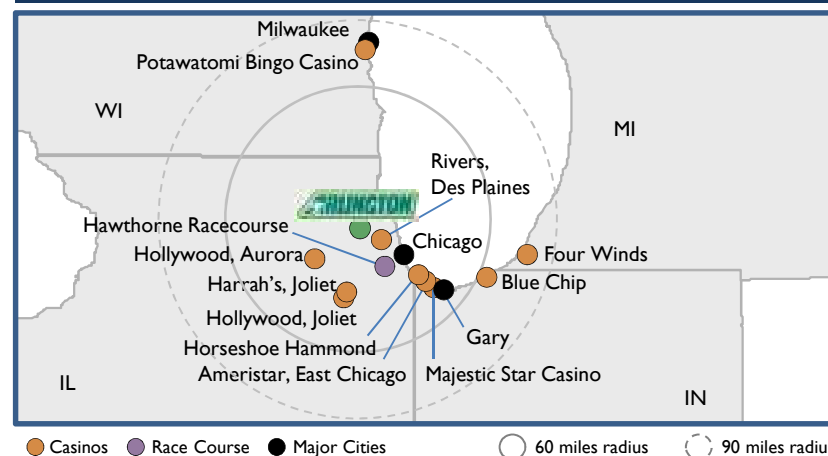 Milwaukee
Potawatomi Bingo Casino
WI
MI
Rivers,
Des Plaines
ARLINGTON
Hawthorne Racecourse
Chicago
Hollywood, Aurora
Four Winds
Harrah's, Joliet
Blue Chip
Hollywood, Joliet
Gary
Horseshoe Hammond
Ameristar, East Chicago
Majestic Star Casino
IL
IN
Casinos
Race Course
Major Cities
60 miles radius
90 miles radiu